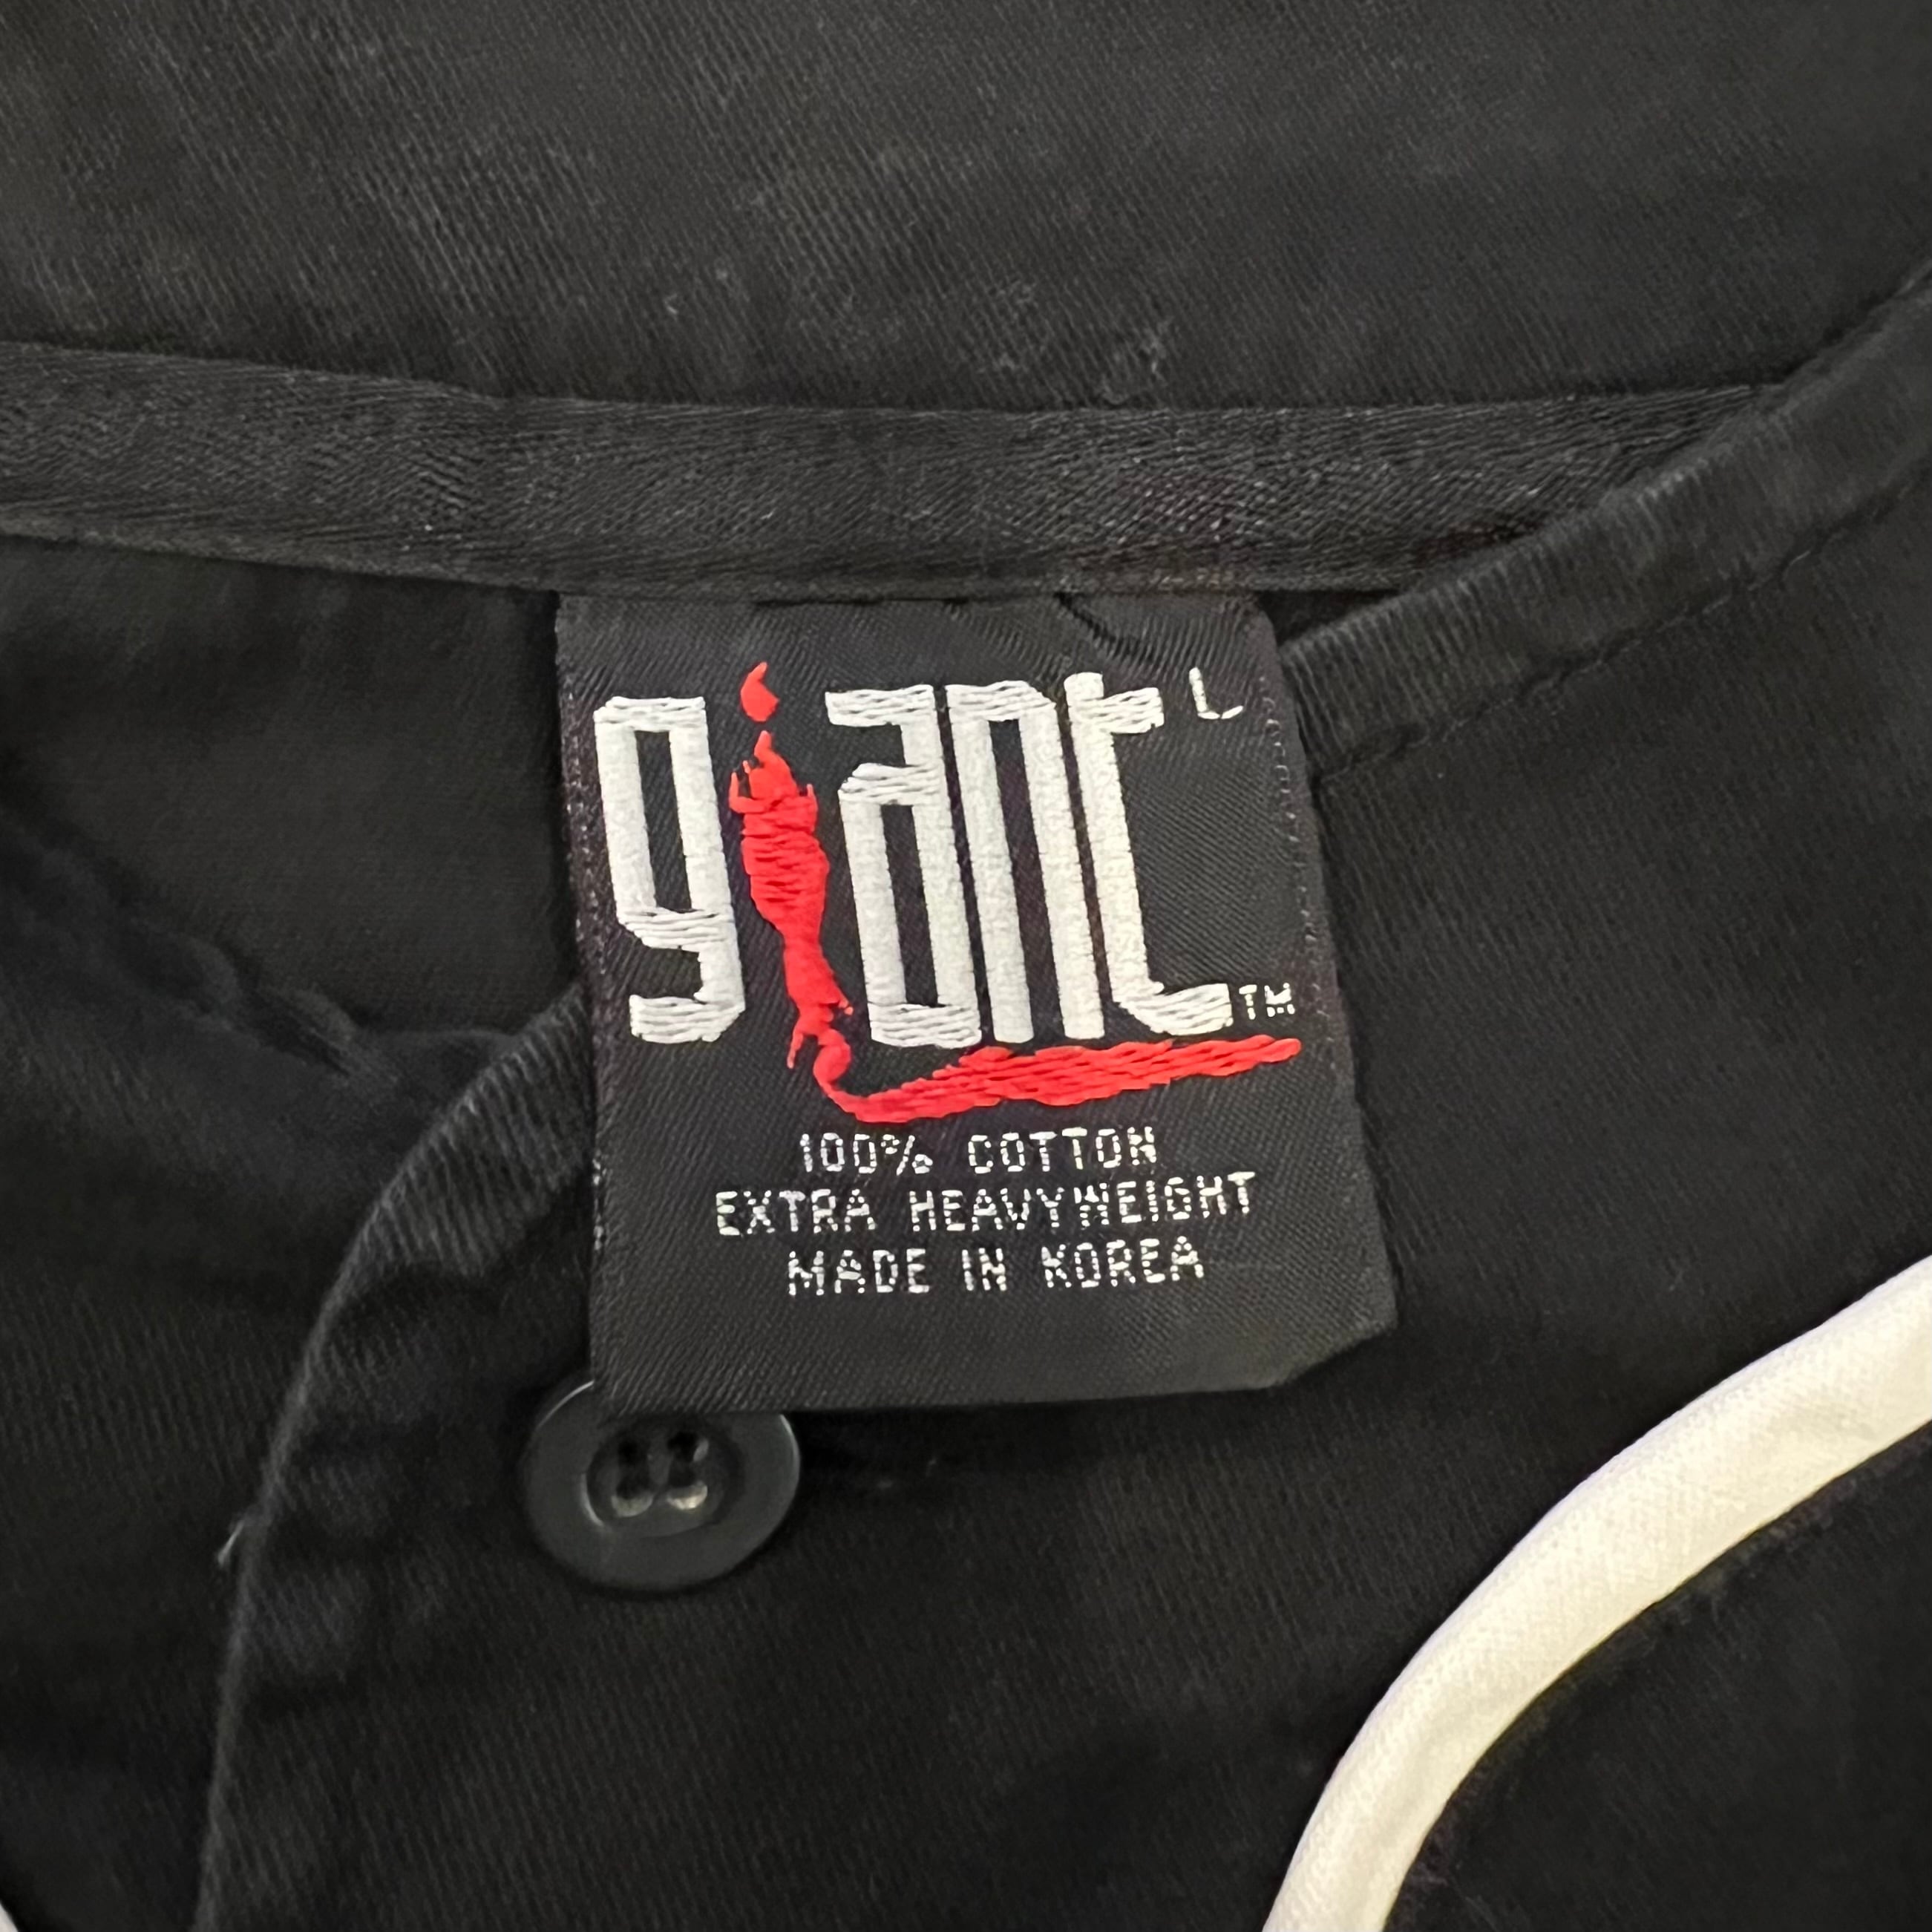 giant L
TM
100% COTTON
EXTRA HEAVYWEIGHT
MADE IN KOREA